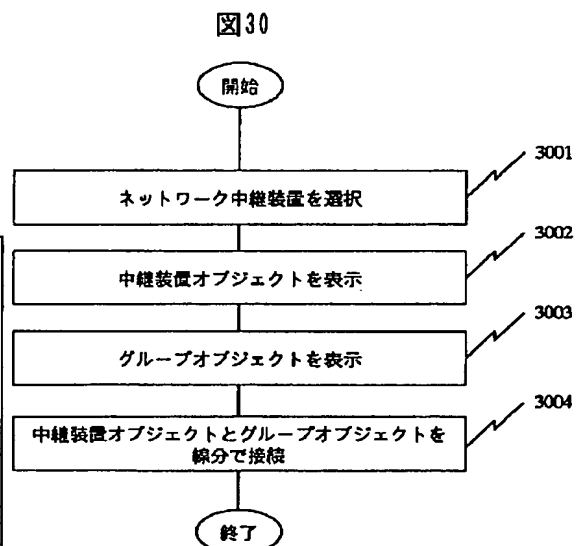 図30
開始
3001
ネットワーク中継装置を選択
3002
中継装置オブジェクトを表示
3003
グループオブジェクトを表示
3004
中継装置オブジェクトとグループオブジェクトを
線分で接続
終了